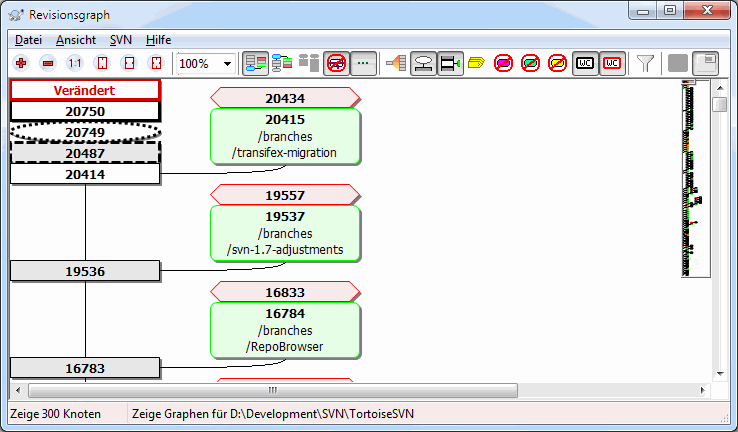 Revisionsgraph
Datei Ansicht SVN Hilfe
1:1 100% WC WC
Verändert
20750
20749
20487
20414
19536
16783
20434
20415
/branches
/transifex-migration
19557
19537
/branches
/svn-1.7-adjustments
16833
16784
/branches
/RepoBrowser
Zeige 300 Knoten Zeige Graphen für D:\Development\SVN\TortoiseSVN